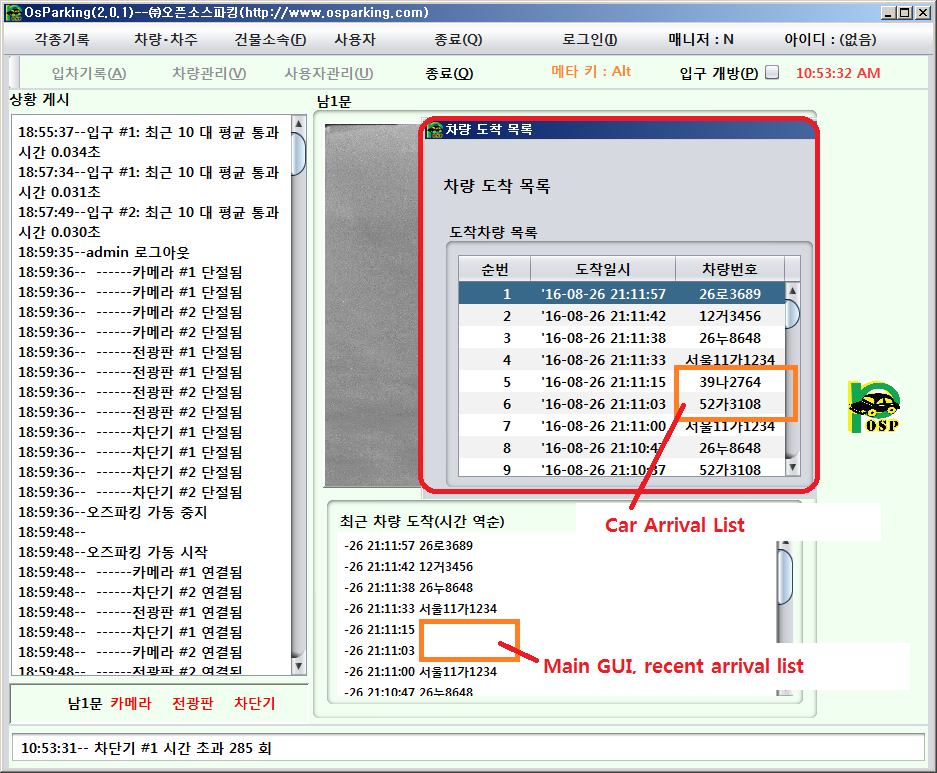 OsParking(2,0,1)--㈜오픈소스파킹(http://www.osparking.com)
각종기록 차량·차주 건물소속(F) 사용자 종료(Q) 로그인(I) 매니저 : N 아이디 : (없음)
입차기록(A) 차량관리(V) 사용자관리(U) 종료(Q) 메타 키 : Alt 입구 개방(P) 10:53:32 AM
상황 게시
18:55:37--입구 #1: 최근 10 대 평균 통과
시간 0.034초
18:57:34--입구 #1: 최근 10 대 평균 통과
시간 0.031초
18:57:49--입구 #2: 최근 10 대 평균 통과
시간 0.030초
18:59:35--admin 로그아웃
18:59:36-- ------카메라 #1 단절됨
18:59:36-- ------카메라 #1 단절됨
18:59:36-- ------카메라 #2 단절됨
18:59:36-- ------카메라 #2 단절됨
18:59:36-- ------전광판 #1 단절됨
18:59:36-- ------전광판 #1 단절됨
18:59:36-- ------전광판 #2 단절됨
18:59:36-- ------전광판 #2 단절됨
18:59:36-- ------차단기 #1 단절됨
18:59:36-- ------차단기 #1 단절됨
18:59:36-- ------차단기 #2 단절됨
18:59:36-- ------차단기 #2 단절됨
18:59:36--오즈파킹 가동 중지
18:59:48--
18:59:48--오즈파킹 가동 시작
18:59:48-- ------카메라 #1 연결됨
18:59:48-- ------차단기 #2 연결됨
18:59:48-- ------전광판 #1 연결됨
18:59:48-- ------차단기 #1 연결됨
18:59:48-- ------카메라 #2 연결됨
18:59:48-- ------전광판 #2 연결됨
남1문 카메라 전광판 차단기
남1문
차량 도착 목록
차량 도착 목록
도착차량 목록
순번 도착일시 차량번호
1 '16-08-26 21:11:57 26로3689
2 '16-08-26 21:11:42 12거3456
3 '16-08-26 21:11:38 26누8648
4 '16-08-26 21:11:33 서울11가1234
5 '16-08-26 21:11:15 39나2764
6 '16-08-26 21:11:03 52가3108
7 '16-08-26 21:11:00 서울11가1234
8 '16-08-26 21:10:47 26누8648
9 '16-08-26 21:10:37 52가3108
Car Arrival List
OSP
최근 차량 도착(시간 역순)
-26 21:11:57 26로3689
-26 21:11:42 12거3456
-26 21:11:38 26누8648
-26 21:11:33 서울11가1234
-26 21:11:15
-26 21:11:03
-26 21:11:00 서울11가1234
-26 21:10:47 26누8648
Main GUI, recent arrival list
10:53:31-- 차단기 #1 시간 초과 285 회